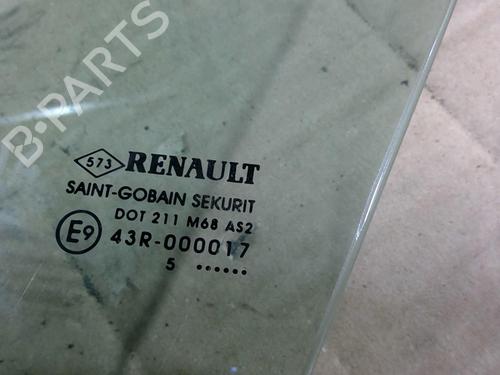 B-PARTS
573 RENAULT
SAINT-GOBAIN SEKURIT
DOT 211 M68 AS2
E9 43R-000017
5 ......